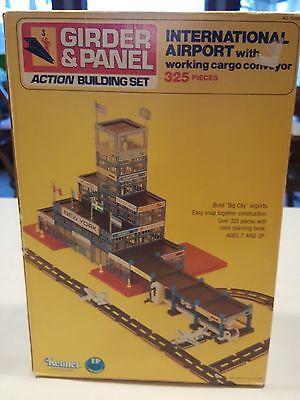 GIRDER
& PANEL
ACTION BUILDING SET
INTERNATIONAL
AIRPORT with
working cargo conveyor
325 PIECES
NEW YORK
Build "Big City" airports.
Easy snap together construction.
Over 325 pieces with
color planning book.
AGES 7 AND UP.
Kenner